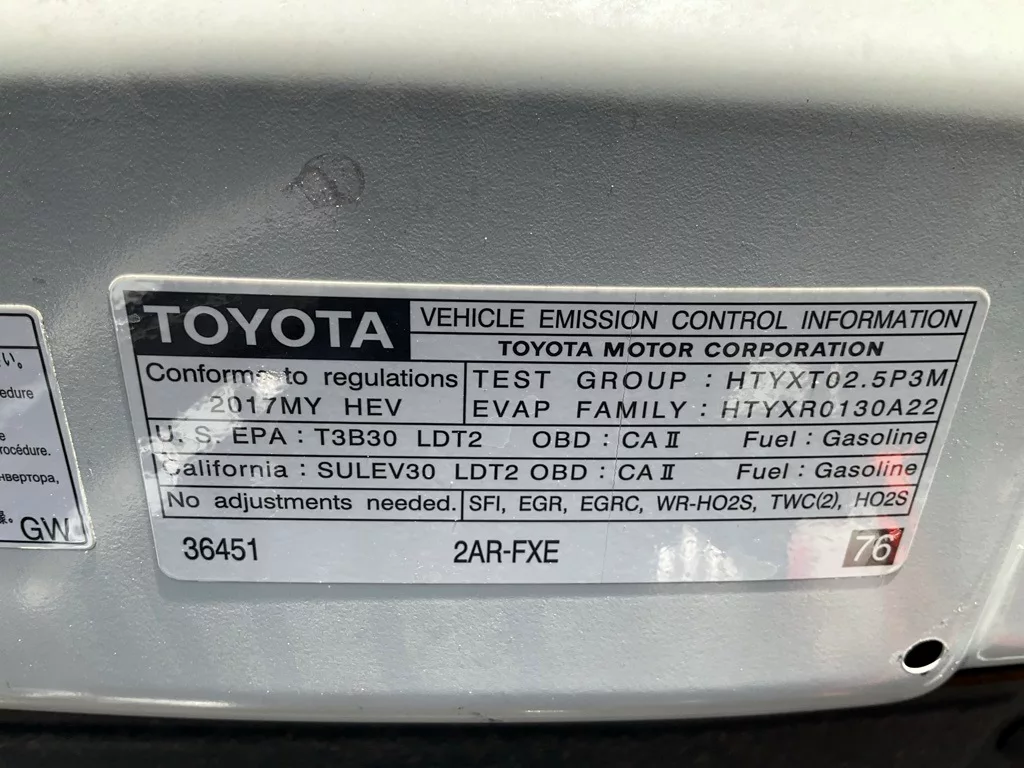 TOYOTA
VEHICLE EMISSION CONTROL INFORMATION
TOYOTA MOTOR CORPORATION
Conforms to regulations
2017MY HEV
TEST GROUP : HTYXT02.5P3M
EVAP FAMILY : HTYXR0130A22
U. S. EPA : T3B30 LDT2 OBD : CA II Fuel : Gasoline
California : SULEV30 LDT2 OBD : CA II Fuel : Gasoline
No adjustments needed.
SFI, EGR, EGRC, WR-HO2S, TWC(2), HO2S
36451 2AR-FXE 76
GW